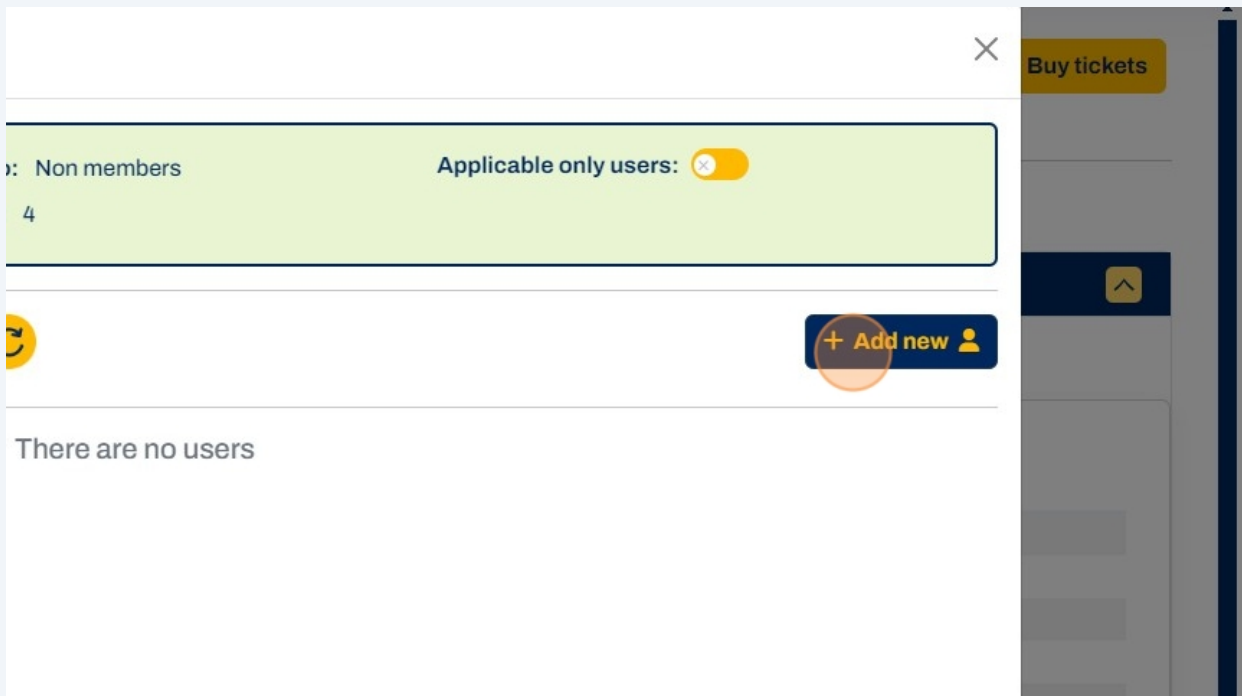 Buy tickets
: Non members
Applicable only users:
4
+ Add new
There are no users